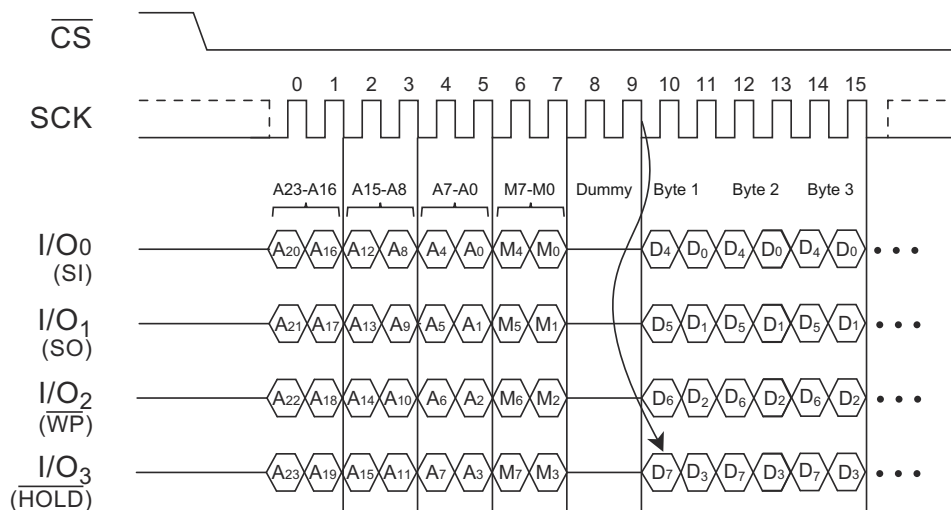 CS
0 1 2 3 4 5 6 7 8 9 10 11 12 13 14 15
SCK
A23-A16 A15-A8 A7-A0 M7-M0 Dummy Byte 1 Byte 2 Byte 3
I/O0 A20 A16 A12 A8 A4 A0 M4 M0 D4 D0 D4 D0 D4 D0 • • •
(SI)
I/O1 A21 A17 A13 A9 A5 A1 M5 M1 D5 D1 D5 D1 D5 D1 • • •
(SO)
I/O2 A22 A18 A14 A10 A6 A2 M6 M2 D6 D2 D6 D2 D6 D2 • • •
(WP)
I/O3 A23 A19 A15 A11 A7 A3 M7 M3 D7 D3 D7 D3 D7 D3 • • •
(HOLD)